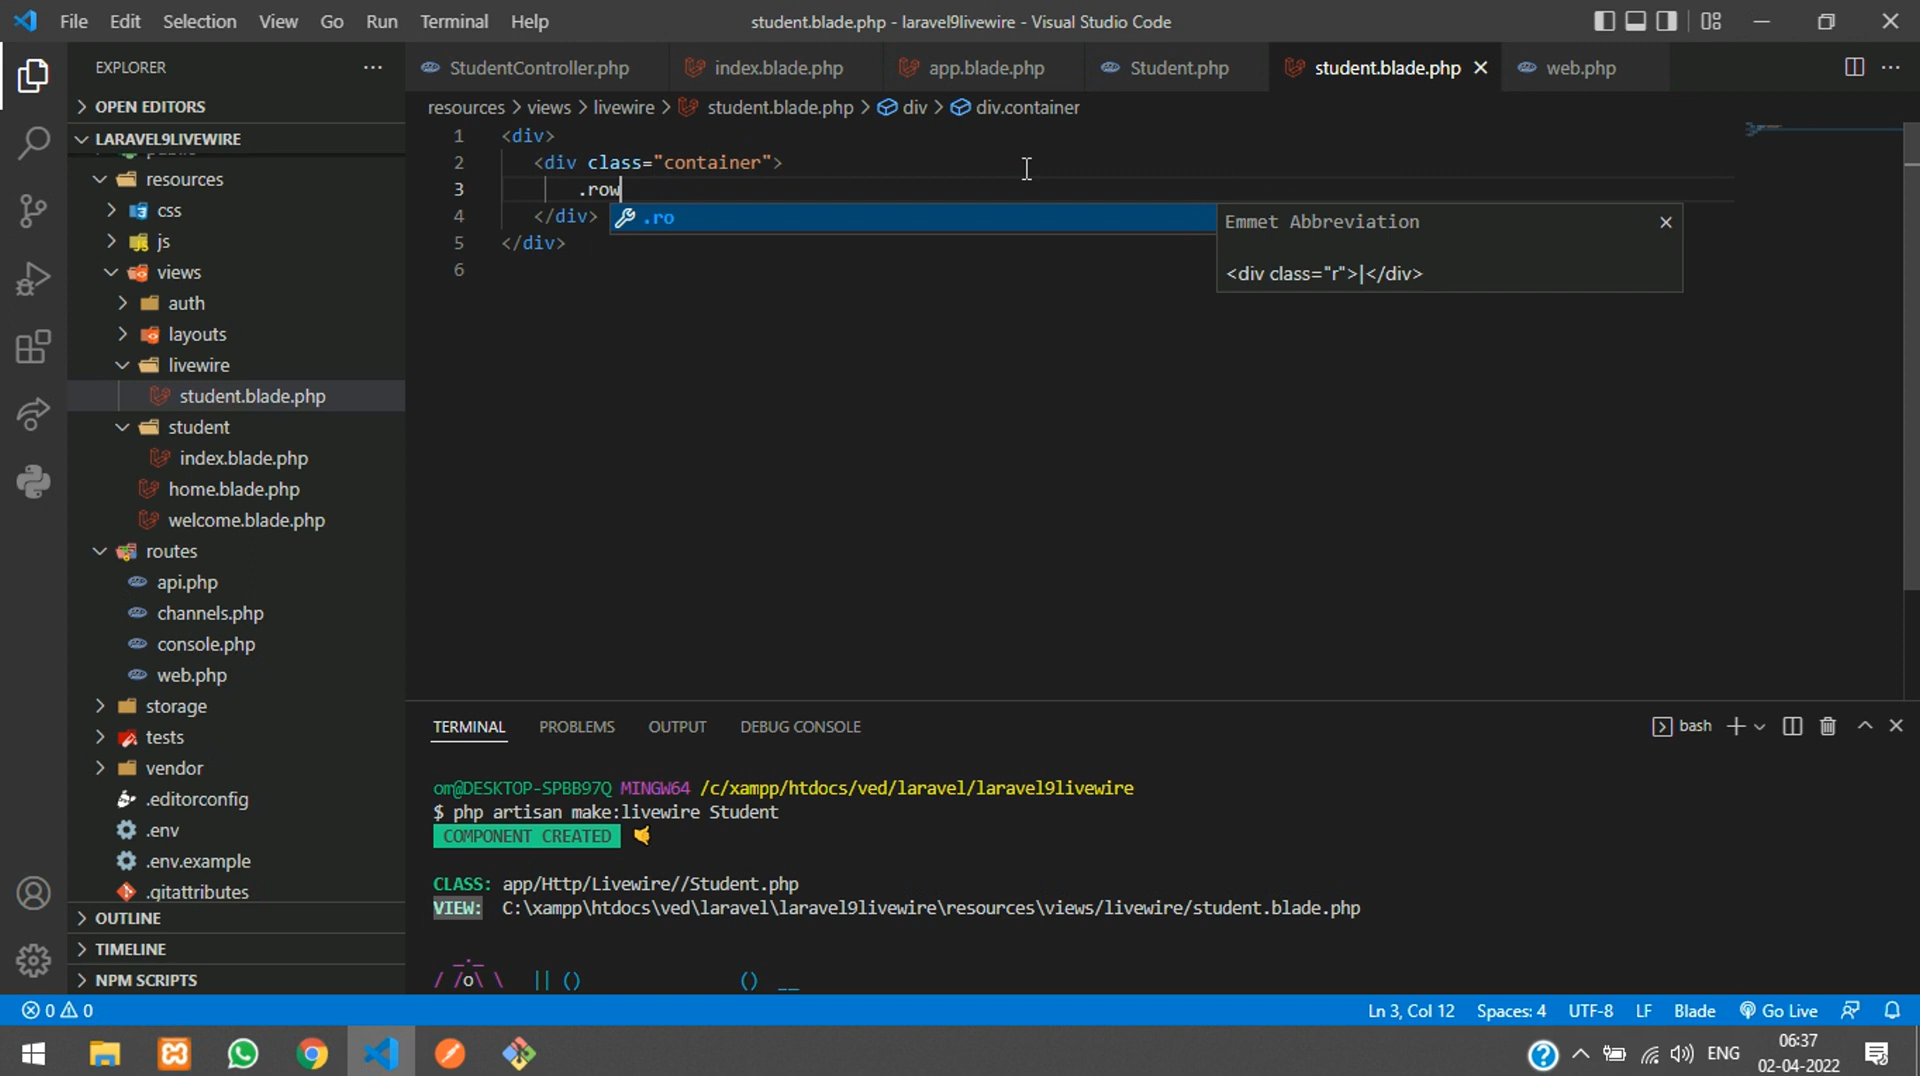 File Edit Selection View Go Run Terminal Help
student.blade.php - laravel9livewire - Visual Studio Code
EXPLORER
StudentController.php index.blade.php app.blade.php Student.php student.blade.php web.php
OPEN EDITORS
resources > views > livewire > student.blade.php > div > div.container
LARAVEL9LIVEWIRE
resources
css
js
views
auth
layouts
livewire
student.blade.php
student
index.blade.php
home.blade.php
welcome.blade.php
routes
api.php
channels.php
console.php
web.php
storage
tests
vendor
.editorconfig
.env
.env.example
.gitattributes
OUTLINE
TIMELINE
NPM SCRIPTS
1 <div>
2 <div class="container">
3 .row
4 </div>
5 </div>
6
.ro
Emmet Abbreviation
<div class="r">|</div>
TERMINAL PROBLEMS OUTPUT DEBUG CONSOLE
bash
om@DESKTOP-SPBB97Q MINGW64 /c/xampp/htdocs/ved/laravel/laravel9livewire
$ php artisan make:livewire Student
COMPONENT CREATED 🤙
CLASS: app/Http/Livewire//Student.php
VIEW: C:\xampp\htdocs\ved\laravel\laravel9livewire\resources\views/livewire/student.blade.php
_._
/ /o\ \ || () () __
0 0
Ln 3, Col 12 Spaces: 4 UTF-8 LF Blade Go Live
ENG
06:37
02-04-2022